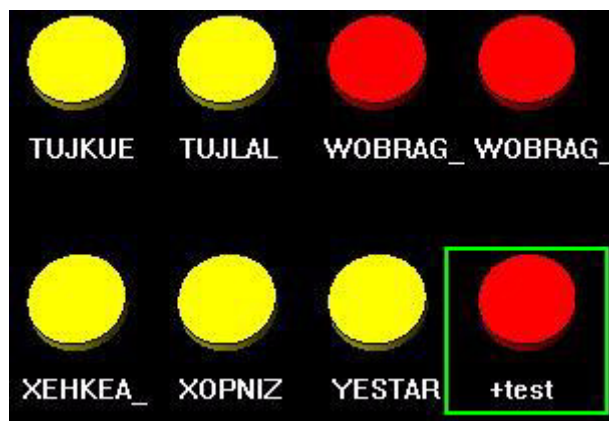 TUJKUE TUJLAL WOBRAG_ WOBRAG_
XEHKEA_ XOPNIZ YESTAR +test